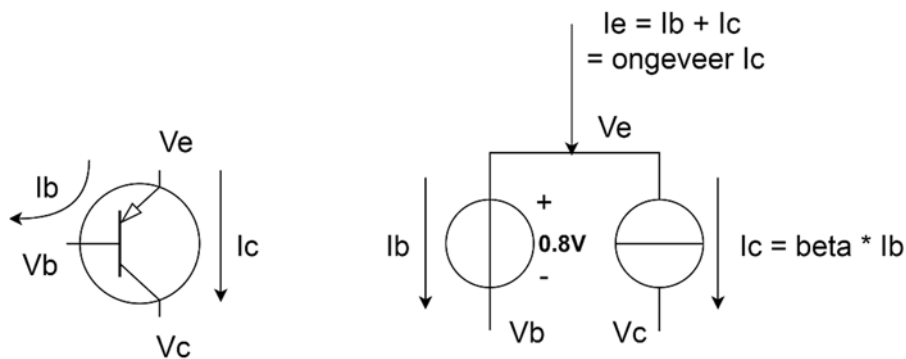 Ie = Ib + Ic
= ongeveer Ic
Ve
Ve
Ib
Vb
Ic
Vc
Ib
+
0.8V
-
Ic = beta * Ib
Vb
Vc